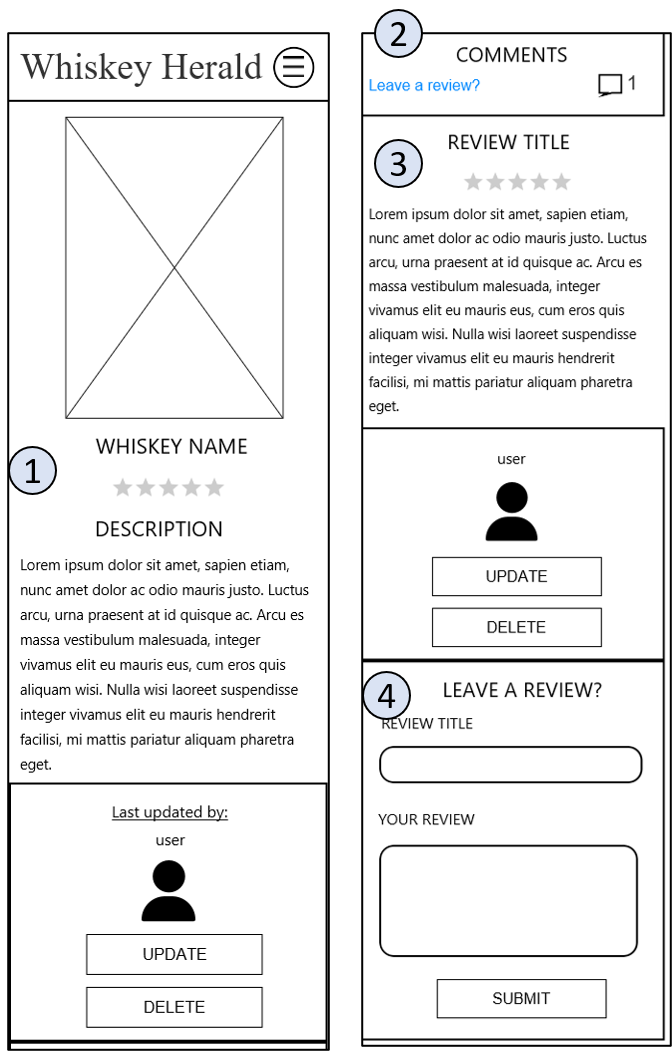 Whiskey Herald
WHISKEY NAME
1
DESCRIPTION
Lorem ipsum dolor sit amet, sapien etiam,
nunc amet dolor ac odio mauris justo. Luctus
arcu, urna praesent at id quisque ac. Arcu es
massa vestibulum malesuada, integer
vivamus elit eu mauris eus, cum eros quis
aliquam wisi. Nulla wisi laoreet suspendisse
integer vivamus elit eu mauris hendrerit
facilisi, mi mattis pariatur aliquam pharetra
eget.
Last updated by:
user
UPDATE
DELETE
2
COMMENTS
Leave a review?
1
REVIEW TITLE
3
Lorem ipsum dolor sit amet, sapien etiam,
nunc amet dolor ac odio mauris justo. Luctus
arcu, urna praesent at id quisque ac. Arcu es
massa vestibulum malesuada, integer
vivamus elit eu mauris eus, cum eros quis
aliquam wisi. Nulla wisi laoreet suspendisse
integer vivamus elit eu mauris hendrerit
facilisi, mi mattis pariatur aliquam pharetra
eget.
user
UPDATE
DELETE
4
LEAVE A REVIEW?
REVIEW TITLE
YOUR REVIEW
SUBMIT